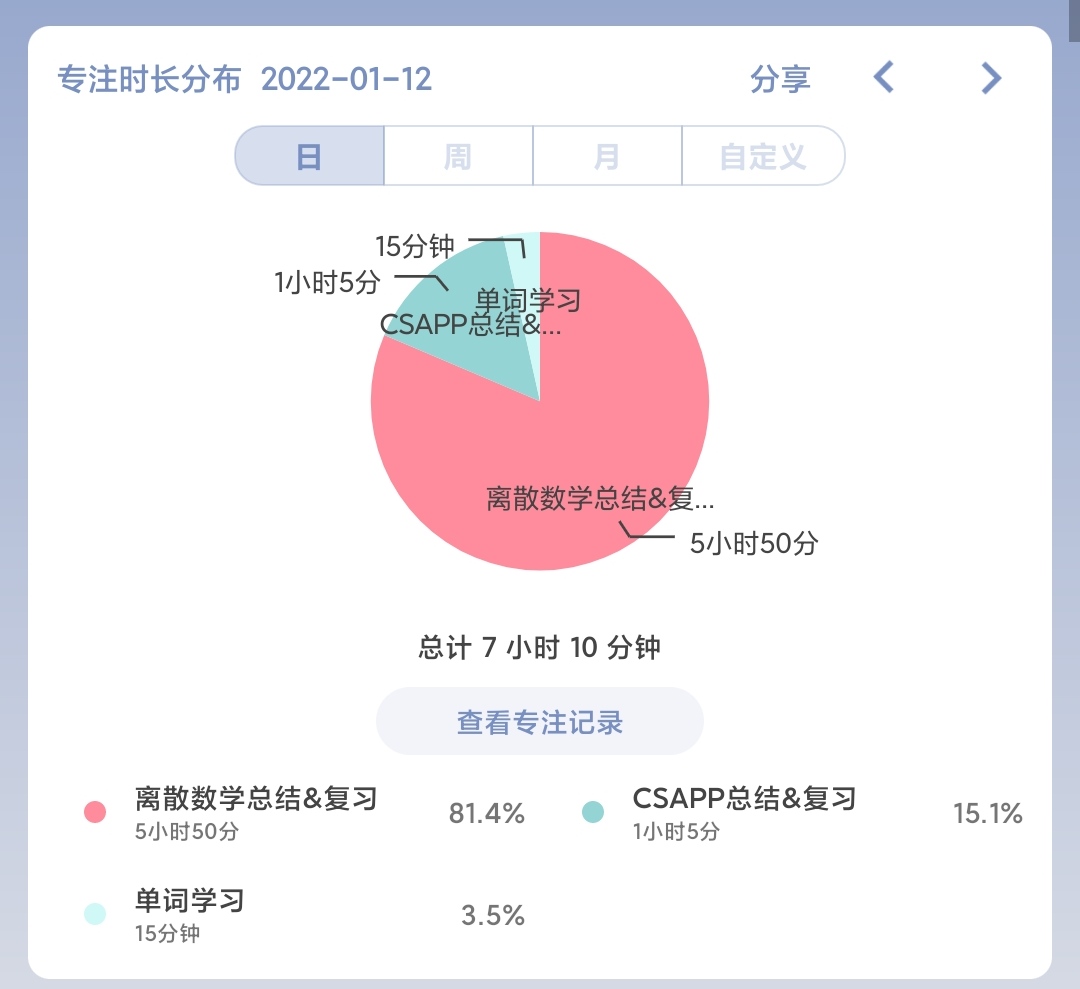 专注时长分布 2022-01-12 分享
日 周 月 自定义
15分钟
1小时5分
单词学习
CSAPP总结&...
离散数学总结&复...
5小时50分
总计 7 小时 10 分钟
查看专注记录
离散数学总结&复习 81.4%
5小时50分
CSAPP总结&复习 15.1%
1小时5分
单词学习 3.5%
15分钟